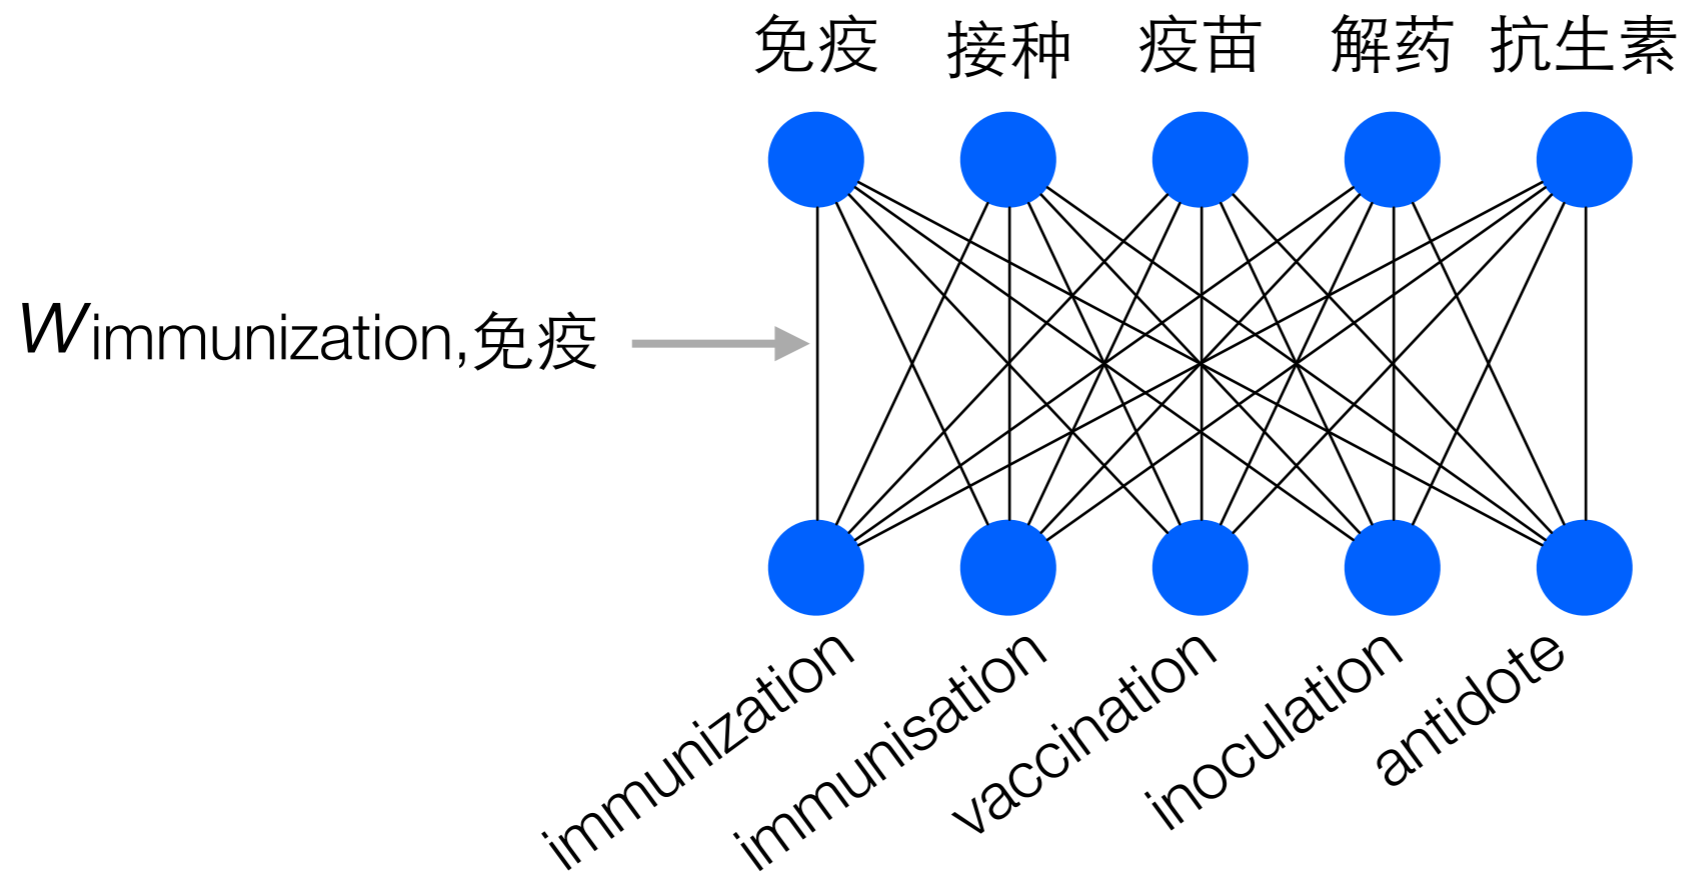 免疫 接种 疫苗 解药 抗生素
Wimmunization,免疫
immunization
immunisation
vaccination
inoculation
antidote